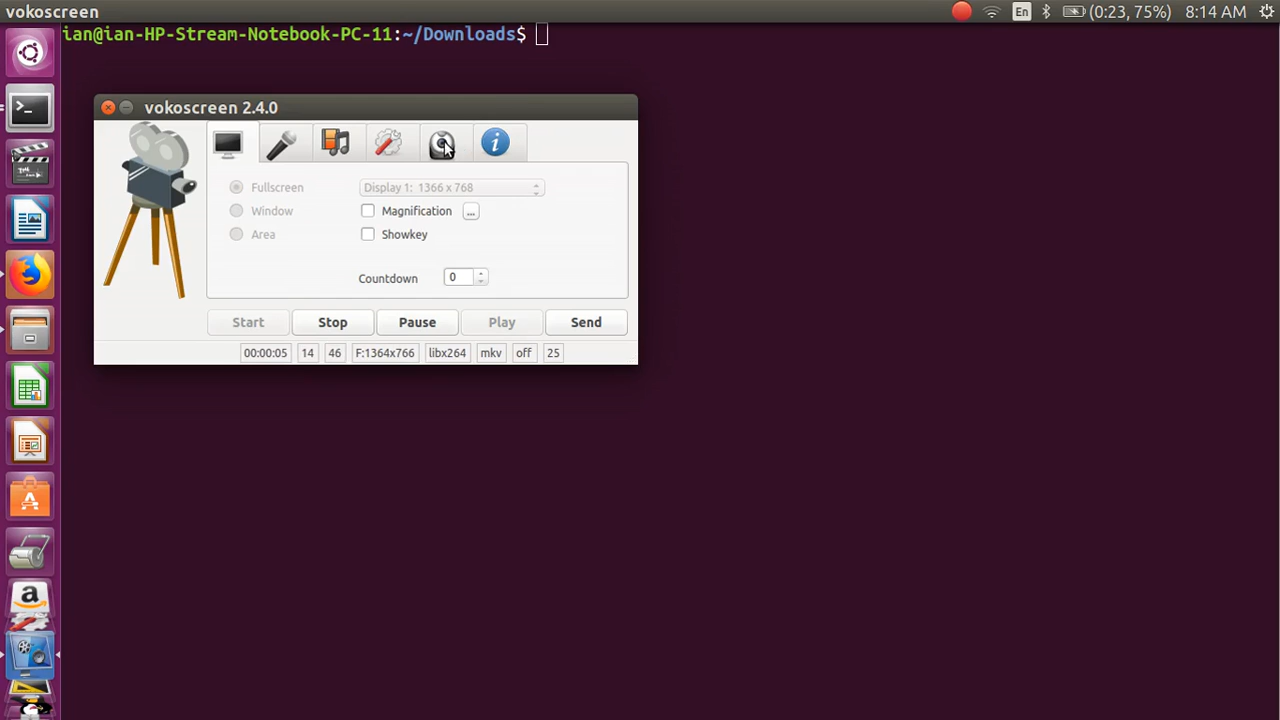 vokoscreen En (0:23, 75%) 8:14 AM
ian@ian-HP-Stream-Notebook-PC-11:~/Downloads$
vokoscreen 2.4.0
Fullscreen Display 1: 1366 x 768
Window Magnification ...
Area Showkey
Countdown 0
Start Stop Pause Play Send
00:00:05 14 46 F:1364x766 libx264 mkv off 25